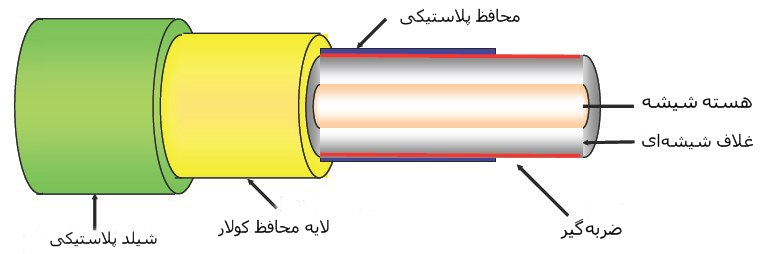 محافظ پلاستیکی
هسته شیشه
غلاف شیشه‌ای
ضربه‌گیر
لایه محافظ کولار
شیلد پلاستیکی